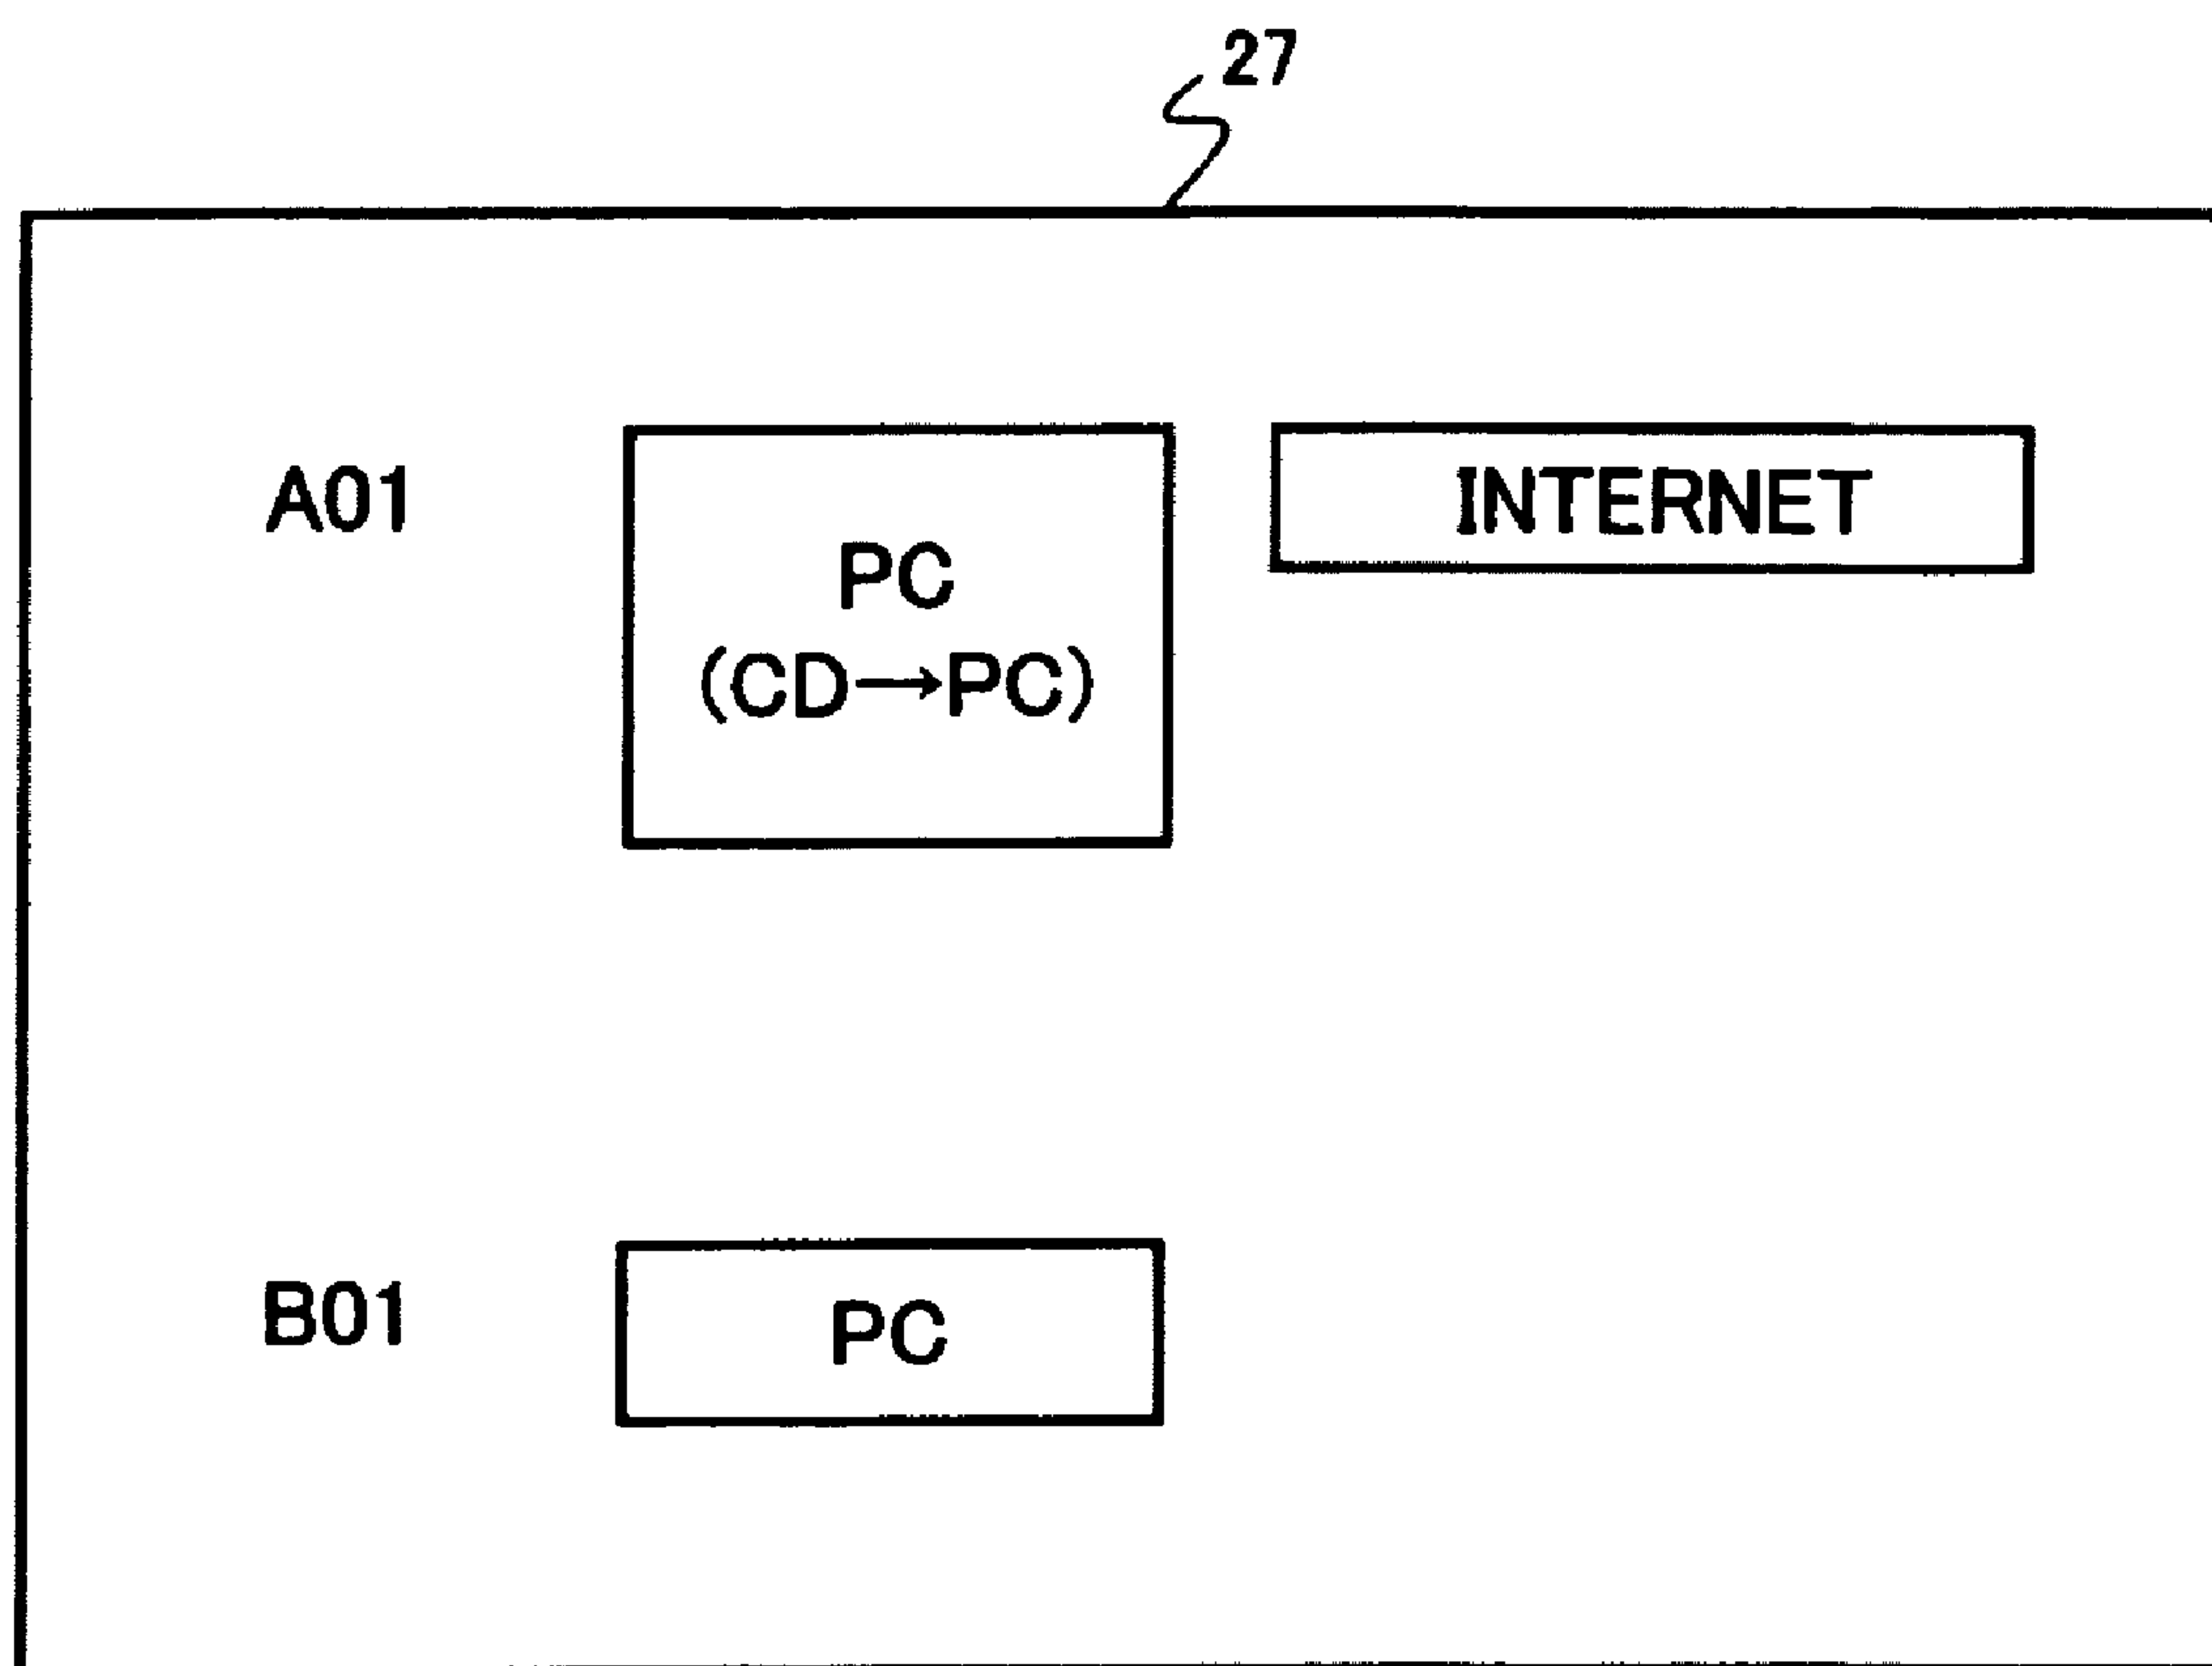 27
A01
PC
(CD→PC)
INTERNET
B01
PC